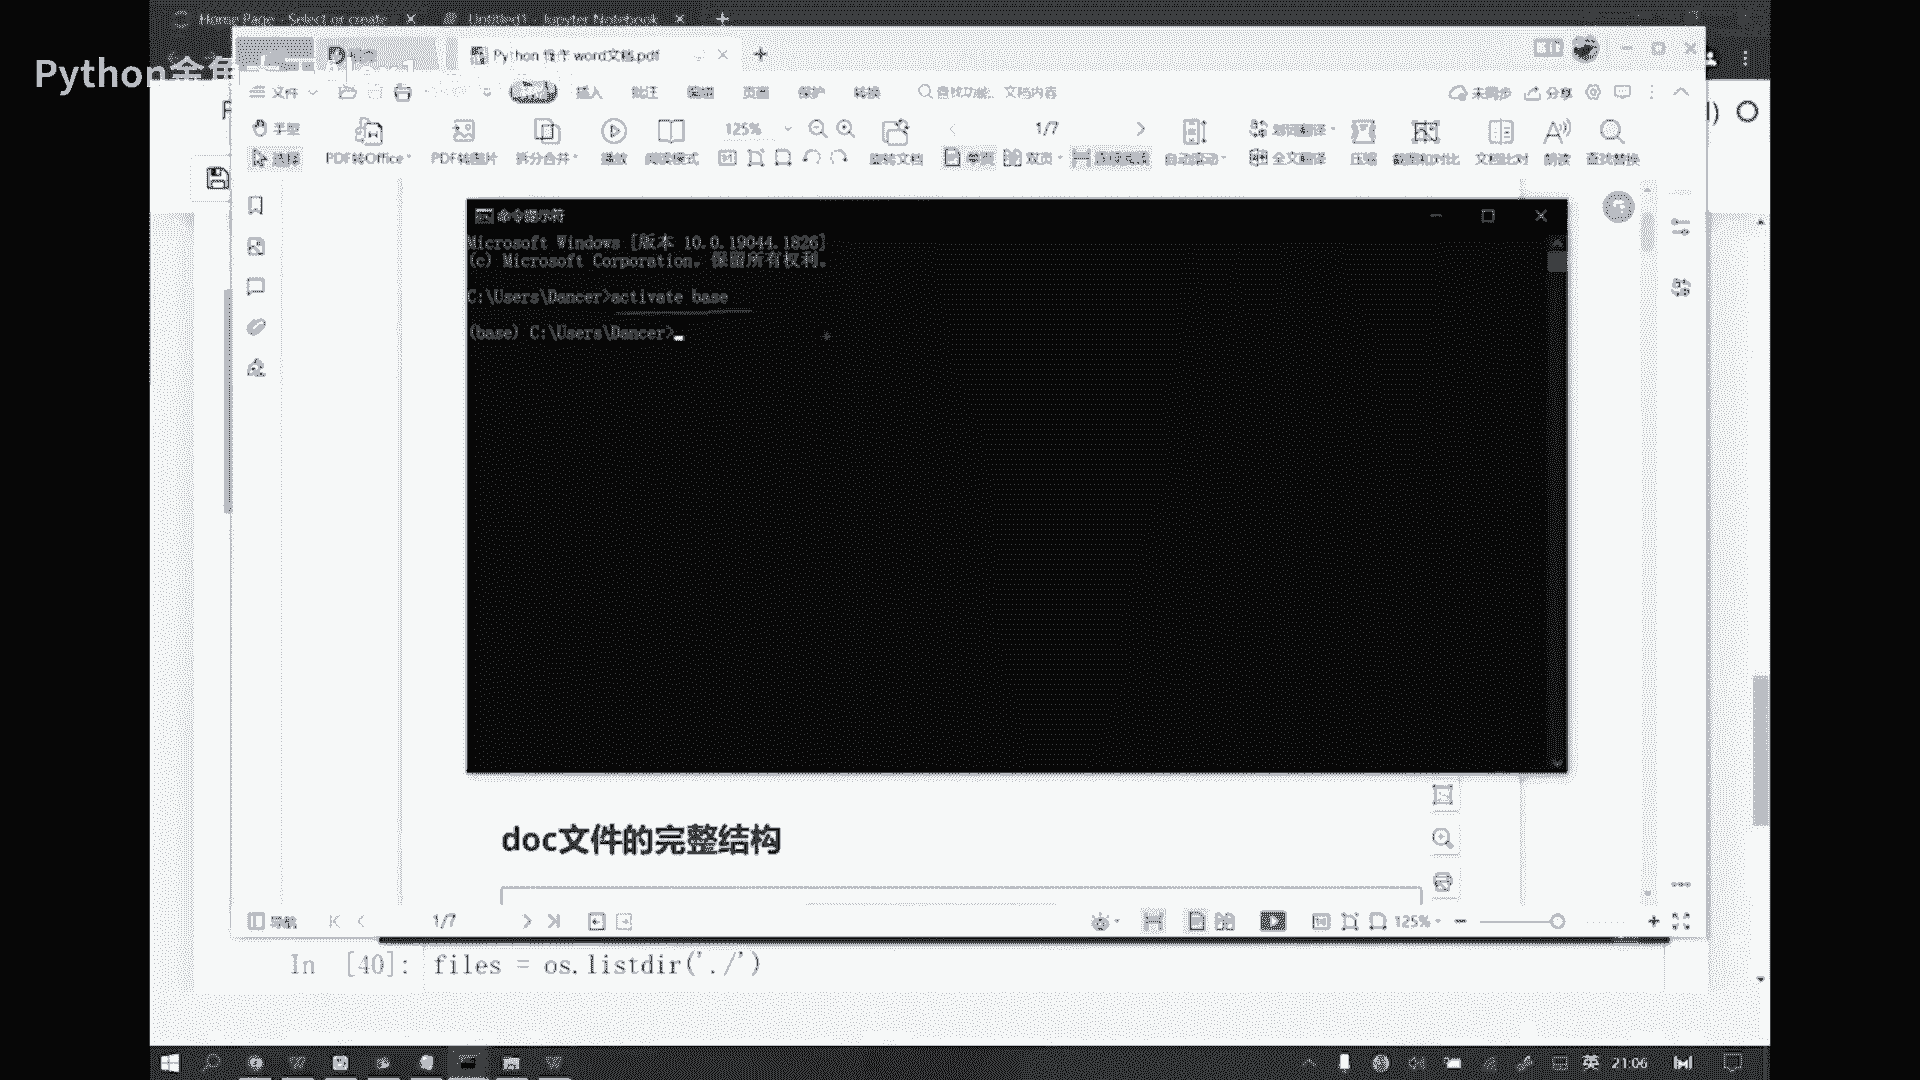 Home Page - Select or create
Untitled1 - Jupyter Notebook
Python
Python 操作 word文档.pdf
文件
插入
批注
编辑
页面
保护
转换
查找功能、文档内容
未同步
分享
手型
125%
1/7
划词翻译
选择
PDF转Office
PDF转图片
拆分合并
播放
阅读模式
旋转文档
单页
双页
连续阅读
自动滚动
全文翻译
压缩
截图和对比
文档比对
朗读
查找替换
命令提示符
Microsoft Windows [版本 10.0.19044.1826]
(c) Microsoft Corporation。保留所有权利。
C:\Users\Dancer>activate base
(base) C:\Users\Dancer>
doc文件的完整结构
导航
1/7
125%
In [40]: files = os.listdir('./')
英
21:06